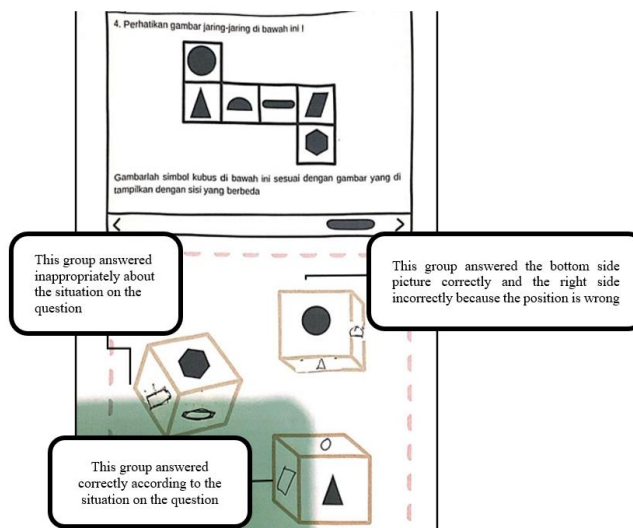 4. Perhatikan gambar jaring-jaring di bawah ini !
Gambarlah simbol kubus di bawah ini sesuai dengan gambar yang di
tampilkan dengan sisi yang berbeda
This group answered
inappropriately about
the situation on the
question
This group answered the bottom side
picture correctly and the right side
incorrectly because the position is wrong
This group answered
correctly according to the
situation on the question